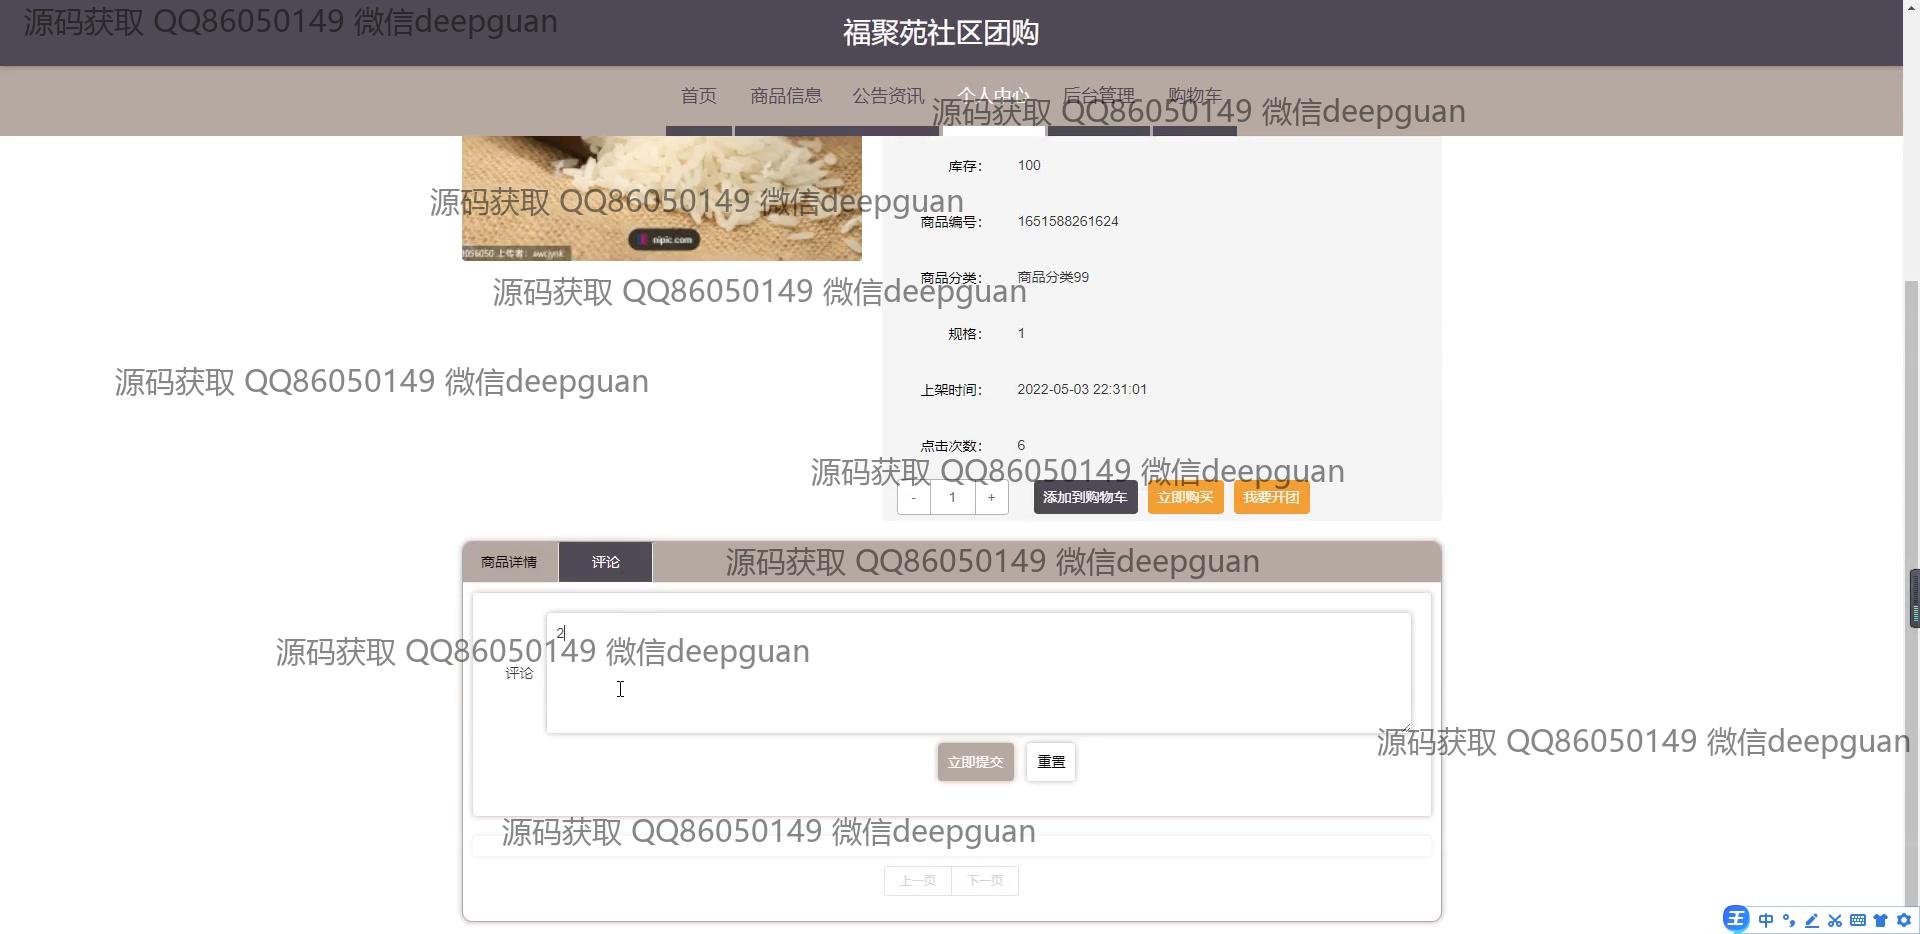 源码获取 QQ86050149 微信deepguan
福聚苑社区团购
首页 商品信息 公告资讯 个人中心 后台管理 购物车
源码获取 QQ86050149 微信deepguan
库存： 100
源码获取 QQ86050149 微信deepguan
商品编号： 1651588261624
nipic.com
上传者：awcjynk
商品分类： 商品分类99
源码获取 QQ86050149 微信deepguan
规格： 1
源码获取 QQ86050149 微信deepguan
上架时间： 2022-05-03 22:31:01
点击次数： 6
源码获取 QQ86050149 微信deepguan
- 1 + 添加到购物车 立即购买 我要开团
商品详情 评论
源码获取 QQ86050149 微信deepguan
2
源码获取 QQ86050149 微信deepguan
评论
源码获取 QQ86050149 微信deepguan
立即提交 重置
源码获取 QQ86050149 微信deepguan
上一页 下一页
王 中